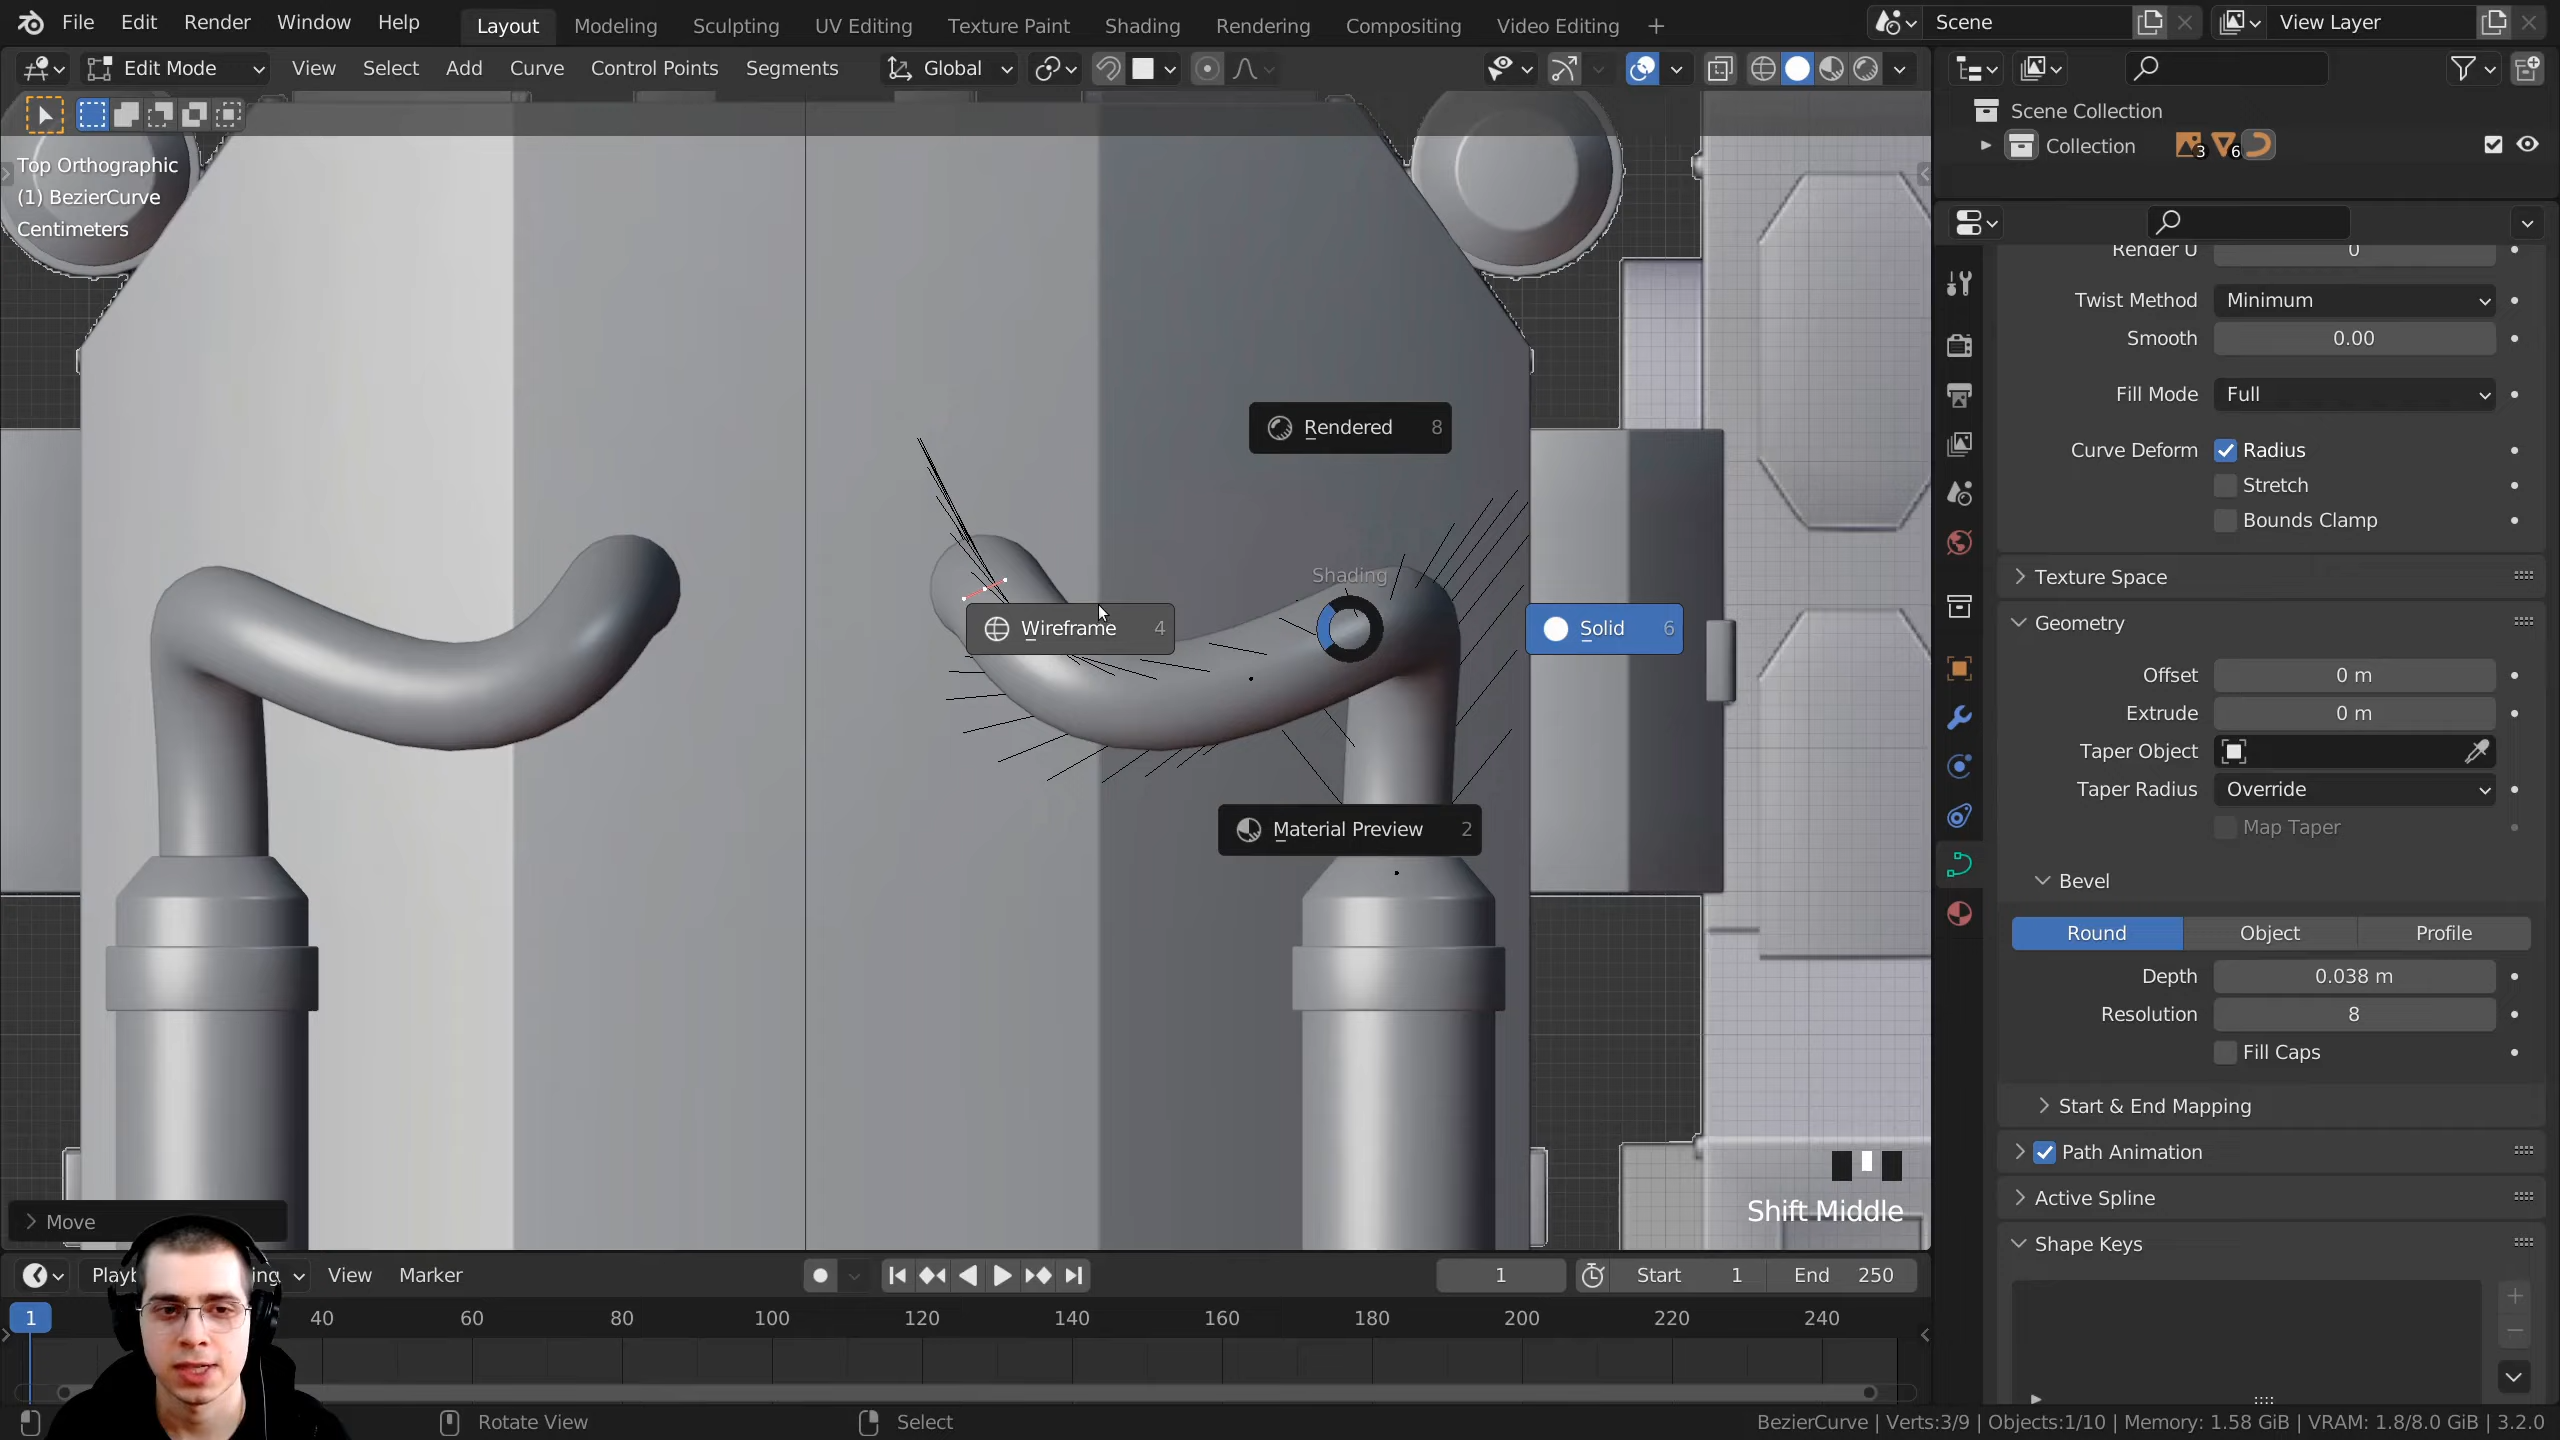 File Edit Render Window Help Layout Modeling Sculpting UV Editing Texture Paint Shading Rendering Compositing Video Editing + Scene View Layer
Edit Mode View Select Add Curve Control Points Segments Global
Scene Collection
Collection 3 6
Top Orthographic
(1) BezierCurve
Centimeters
Render U 0
Twist Method Minimum
Smooth 0.00
Fill Mode Full
Curve Deform Radius
Stretch
Bounds Clamp
Texture Space
Geometry
Offset 0 m
Extrude 0 m
Taper Object
Taper Radius Override
Map Taper
Bevel
Round Object Profile
Depth 0.038 m
Resolution 8
Fill Caps
Start & End Mapping
Path Animation
Active Spline
Shape Keys
Rendered 8
Shading
Wireframe 4
Solid 6
Material Preview 2
Shift Middle
Move
View Marker 1 Start 1 End 250
1 40 60 80 100 120 140 160 180 200 220 240
Rotate View Select BezierCurve | Verts:3/9 | Objects:1/10 | Memory: 1.58 GiB | VRAM: 1.8/8.0 GiB | 3.2.0